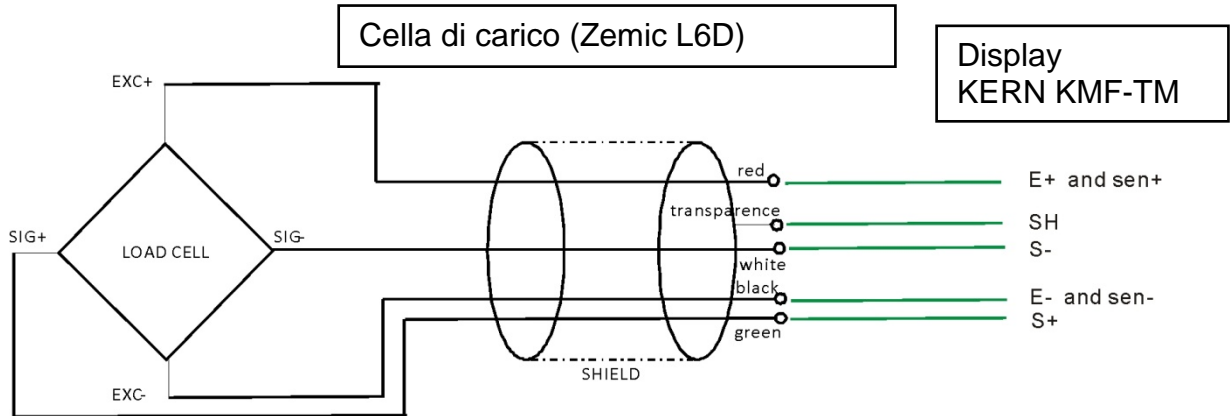 Cella di carico (Zemic L6D)
Display
KERN KMF-TM
EXC+
red
E+ and sen+
transparence
SH
SIG+
LOAD CELL
SIG-
S-
white
black
E- and sen-
S+
green
SHIELD
EXC-